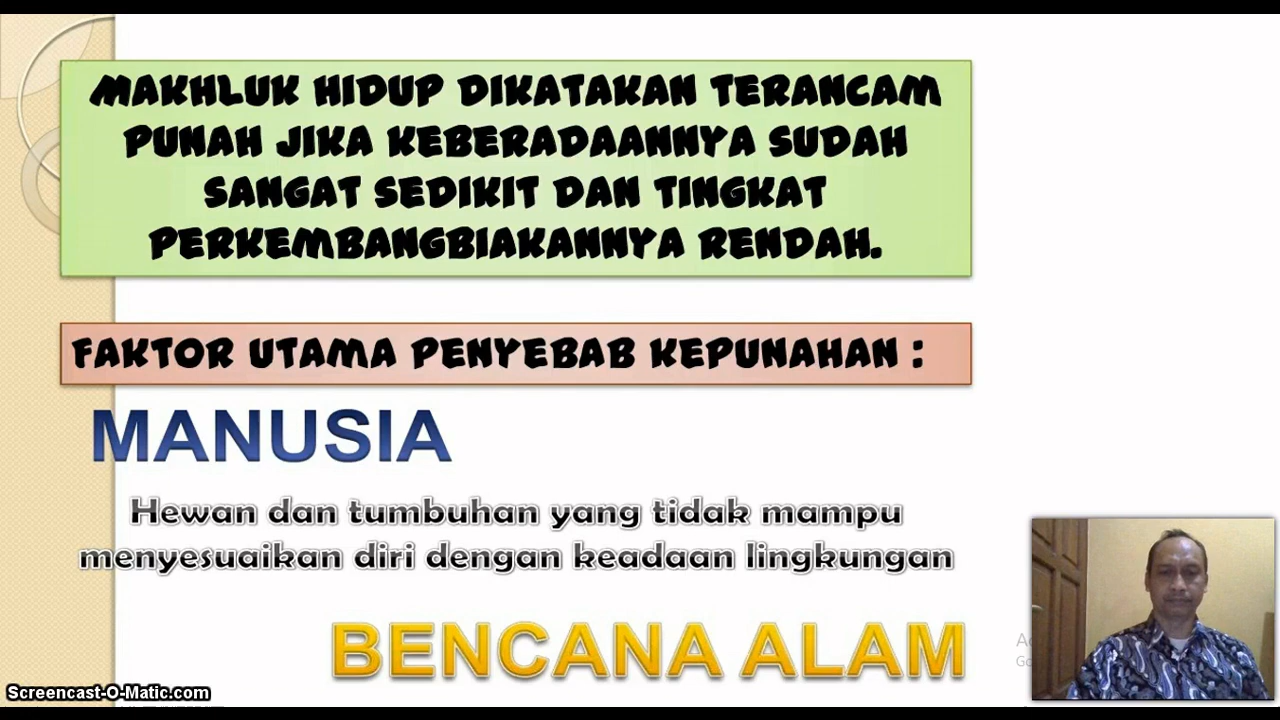 MAKHLUK HIDUP DIKATAKAN TERANCAM
PUNAH JIKA KEBERADAANNYA SUDAH
SANGAT SEDIKIT DAN TINGKAT
PERKEMBANGBIAKANNYA RENDAH.
FAKTOR UTAMA PENYEBAB KEPUNAHAN :
MANUSIA
Hewan dan tumbuhan yang tidak mampu
menyesuaikan diri dengan keadaan lingkungan
BENCANA ALAM
Screencast-O-Matic.com